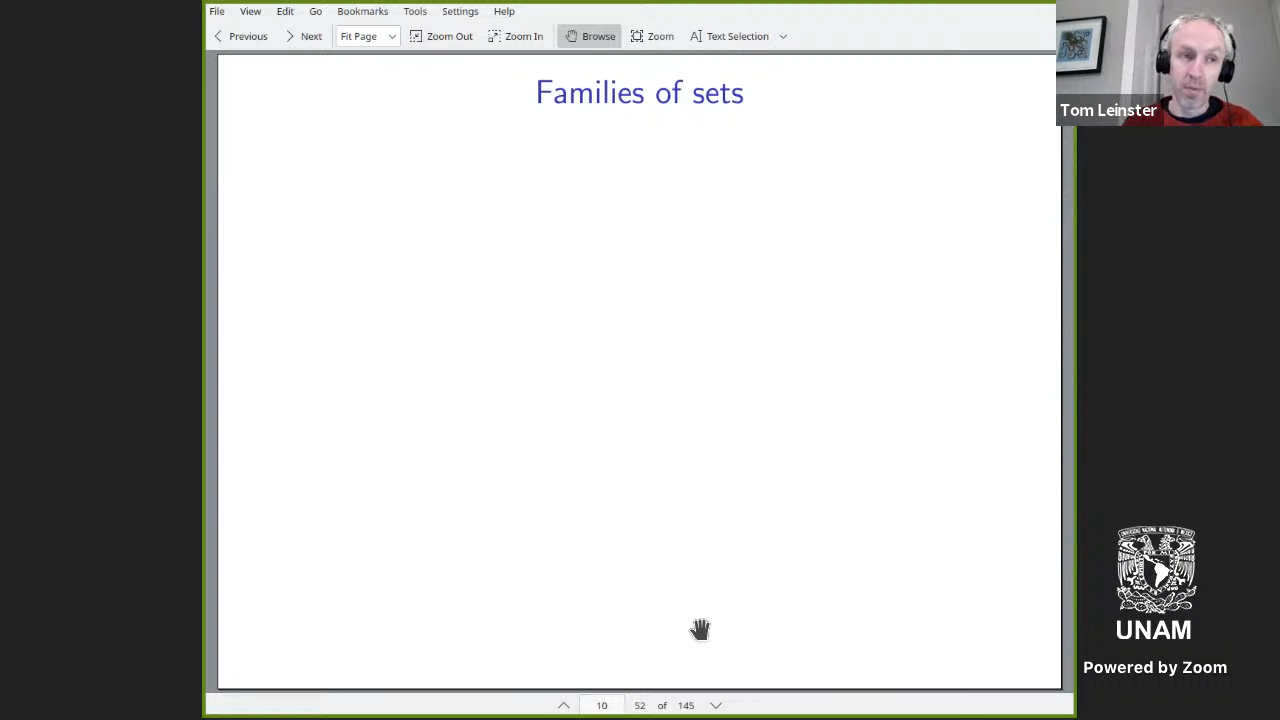 File View Edit Go Bookmarks Tools Settings Help
Previous Next Fit Page Zoom Out Zoom In Browse Zoom Text Selection
Families of sets
Tom Leinster
UNAM
Powered by Zoom
10 52 of 145